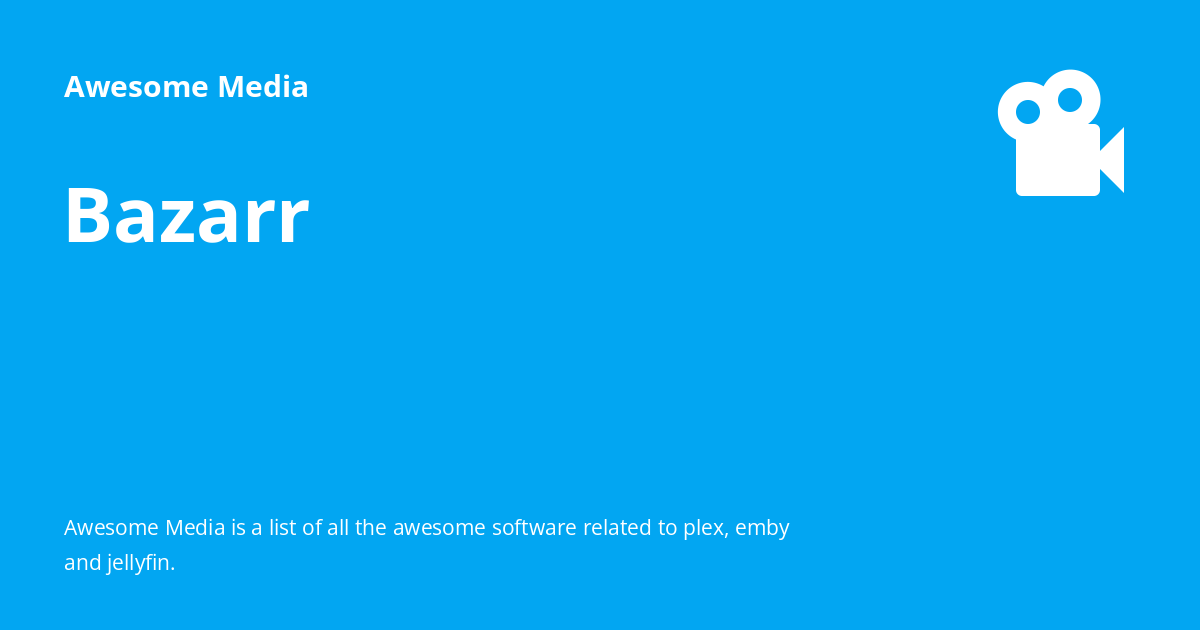 Awesome Media
Bazarr
Awesome Media is a list of all the awesome software related to plex, emby
and jellyfin.